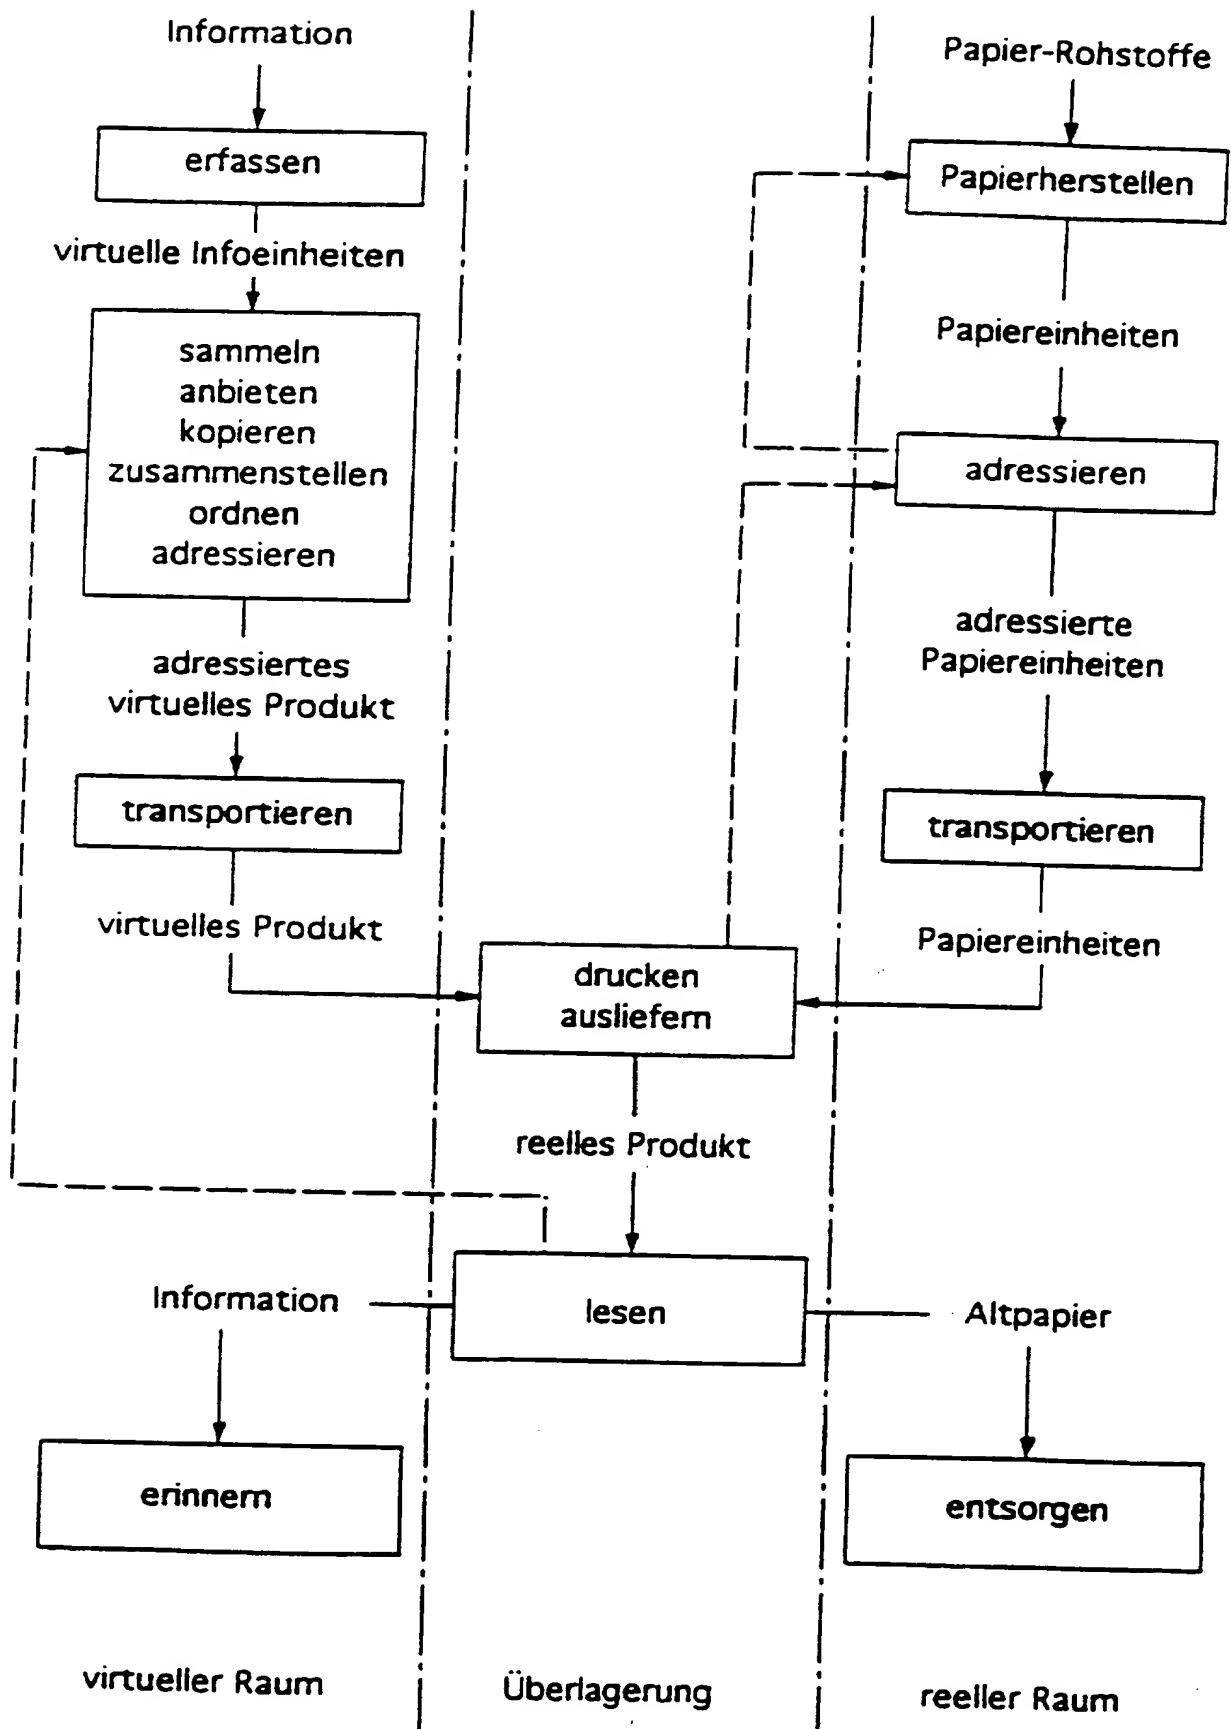 Information
erfassen
virtuelle Infoeinheiten
sammeln
anbieten
kopieren
zusammenstellen
ordnen
adressieren
adressiertes
virtuelles Produkt
transportieren
virtuelles Produkt
Papier-Rohstoffe
Papierherstellen
Papiereinheiten
adressieren
adressierte
Papiereinheiten
transportieren
Papiereinheiten
drucken
ausliefern
reelles Produkt
lesen
Information
erinnern
Altpapier
entsorgen
virtueller Raum
Überlagerung
reeller Raum